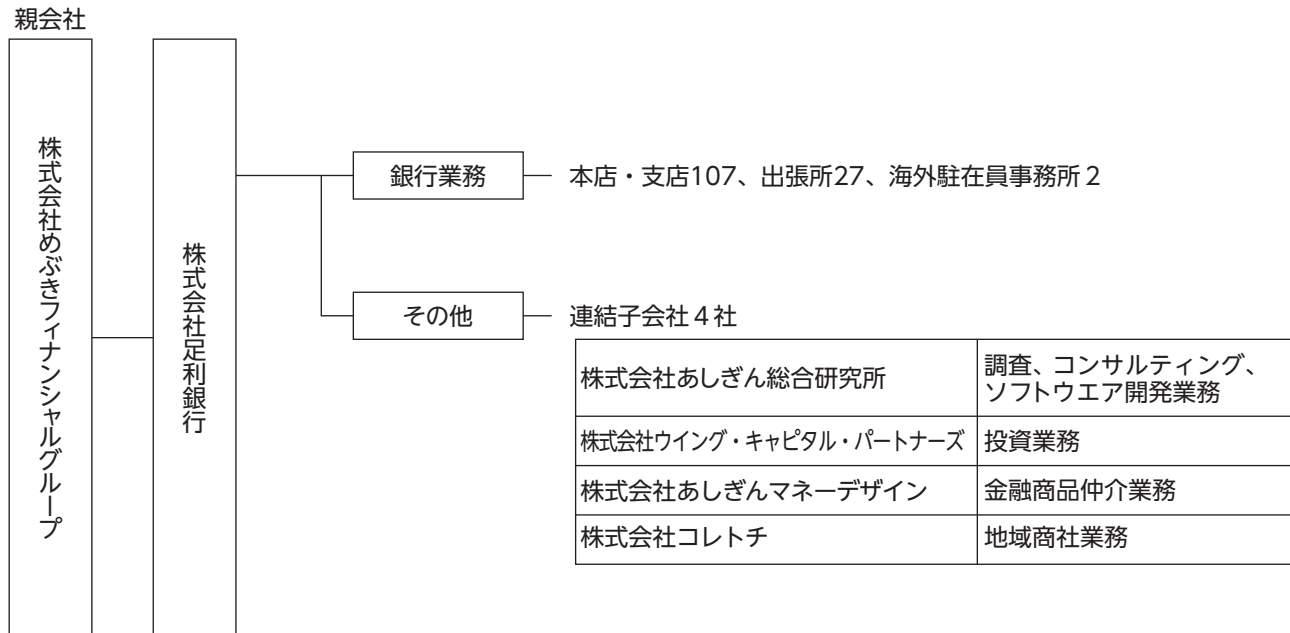 親会社
株式会社めぶきフィナンシャルグループ
株式会社足利銀行
銀行業務
本店・支店107、出張所27、海外駐在員事務所2
その他
連結子会社4社
株式会社あしぎん総合研究所
調査、コンサルティング、
ソフトウエア開発業務
株式会社ウイング・キャピタル・パートナーズ
投資業務
株式会社あしぎんマネーデザイン
金融商品仲介業務
株式会社コレトチ
地域商社業務